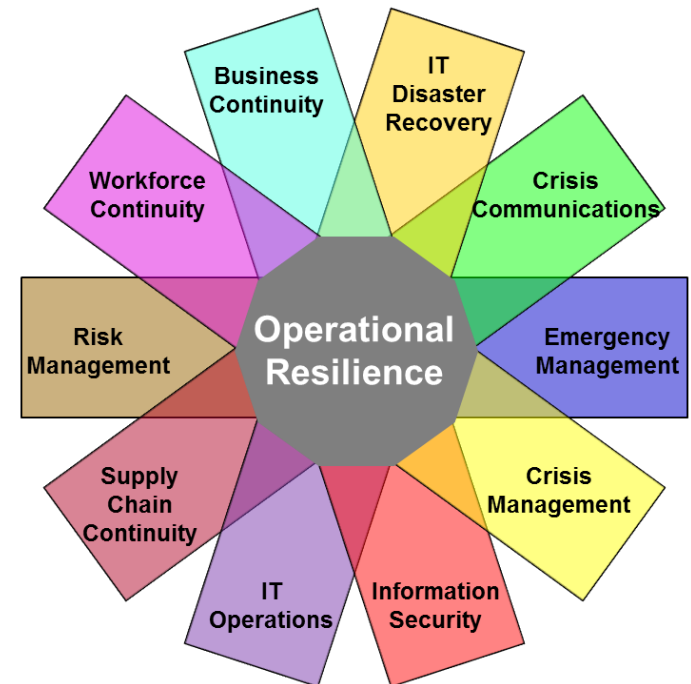 Business
Continuity
IT
Disaster
Recovery
Workforce
Continuity
Crisis
Communications
Risk
Management
Operational
Resilience
Emergency
Management
Supply
Chain
Continuity
Crisis
Management
IT
Operations
Information
Security